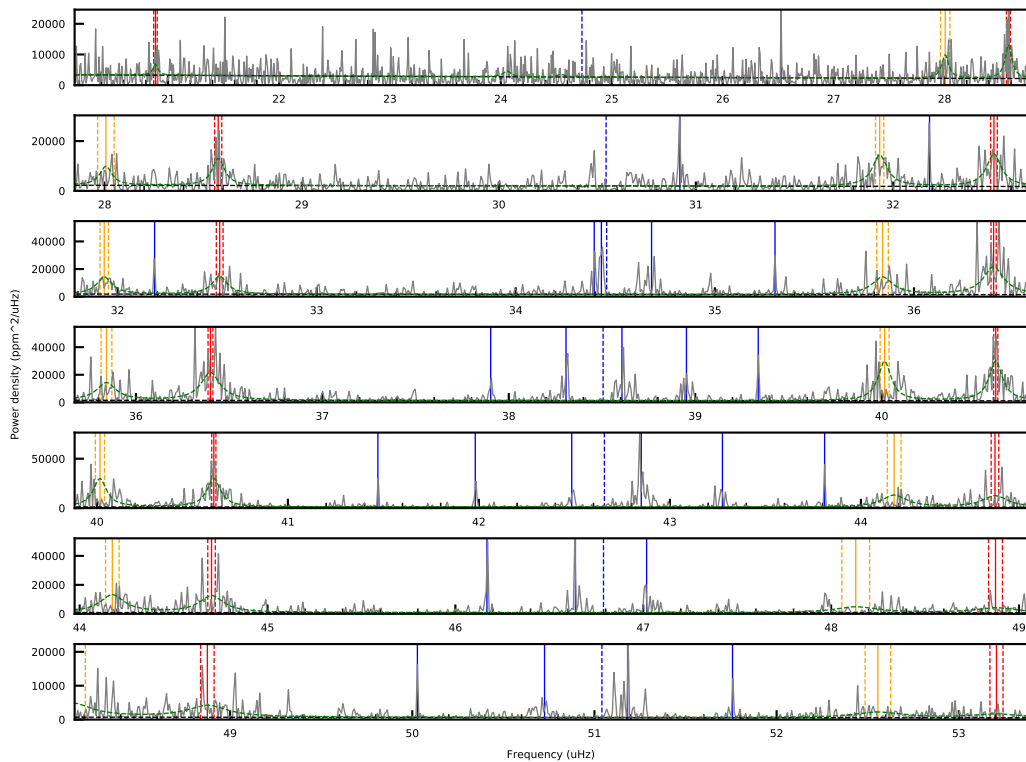 20000
10000
0
21 22 23 24 25 26 27 28
20000
0
28 29 30 31 32
40000
20000
0
32 33 34 35 36
Power density (ppm^2/uHz)
40000
20000
0
36 37 38 39 40
50000
0
40 41 42 43 44
40000
20000
0
44 45 46 47 48 49
20000
10000
0
49 50 51 52 53
Frequency (uHz)